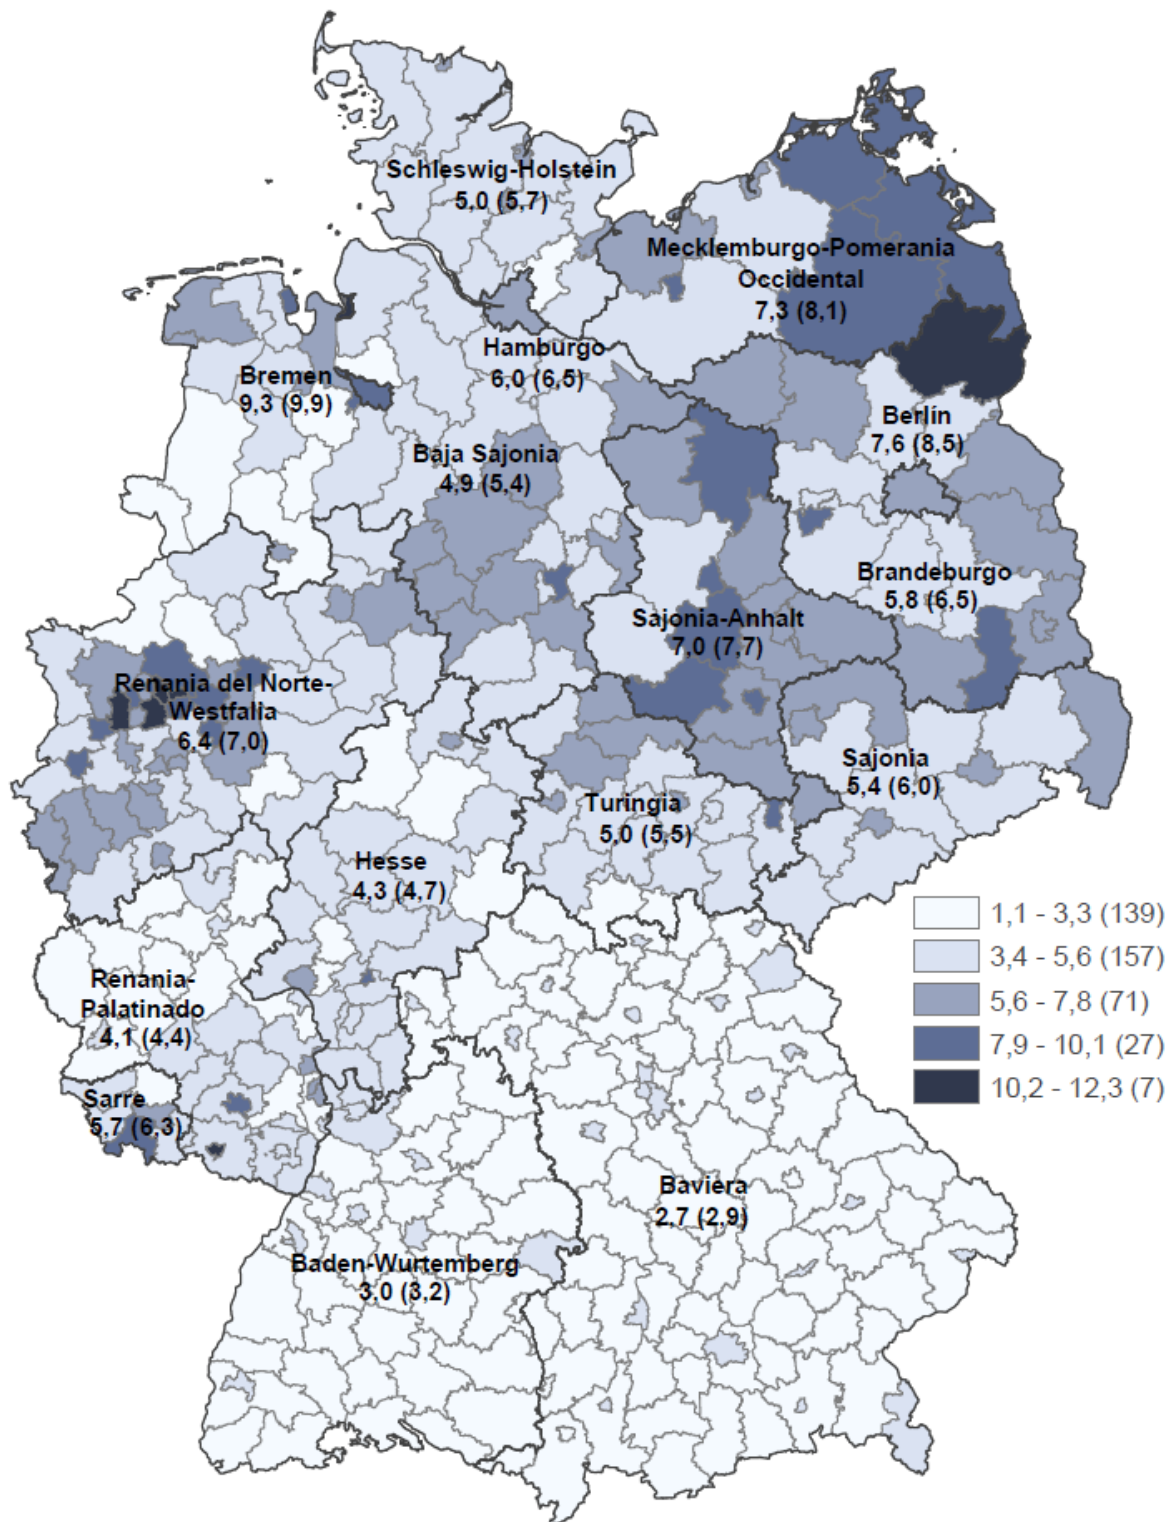 Schleswig-Holstein
5,0 (5,7)
Mecklemburgo-Pomerania
Occidental
7,3 (8,1)
Hamburgo
6,0 (6,5)
Bremen
9,3 (9,9)
Berlín
7,6 (8,5)
Baja Sajonia
4,9 (5,4)
Brandeburgo
5,8 (6,5)
Sajonia-Anhalt
7,0 (7,7)
Renania del Norte-
Westfalia
6,4 (7,0)
Sajonia
5,4 (6,0)
Turingia
5,0 (5,5)
Hesse
4,3 (4,7)
Renania-
Palatinado
4,1 (4,4)
Sarre
5,7 (6,3)
Baviera
2,7 (2,9)
Baden-Wurtemberg
3,0 (3,2)
1,1 - 3,3 (139)
3,4 - 5,6 (157)
5,6 - 7,8 (71)
7,9 - 10,1 (27)
10,2 - 12,3 (7)